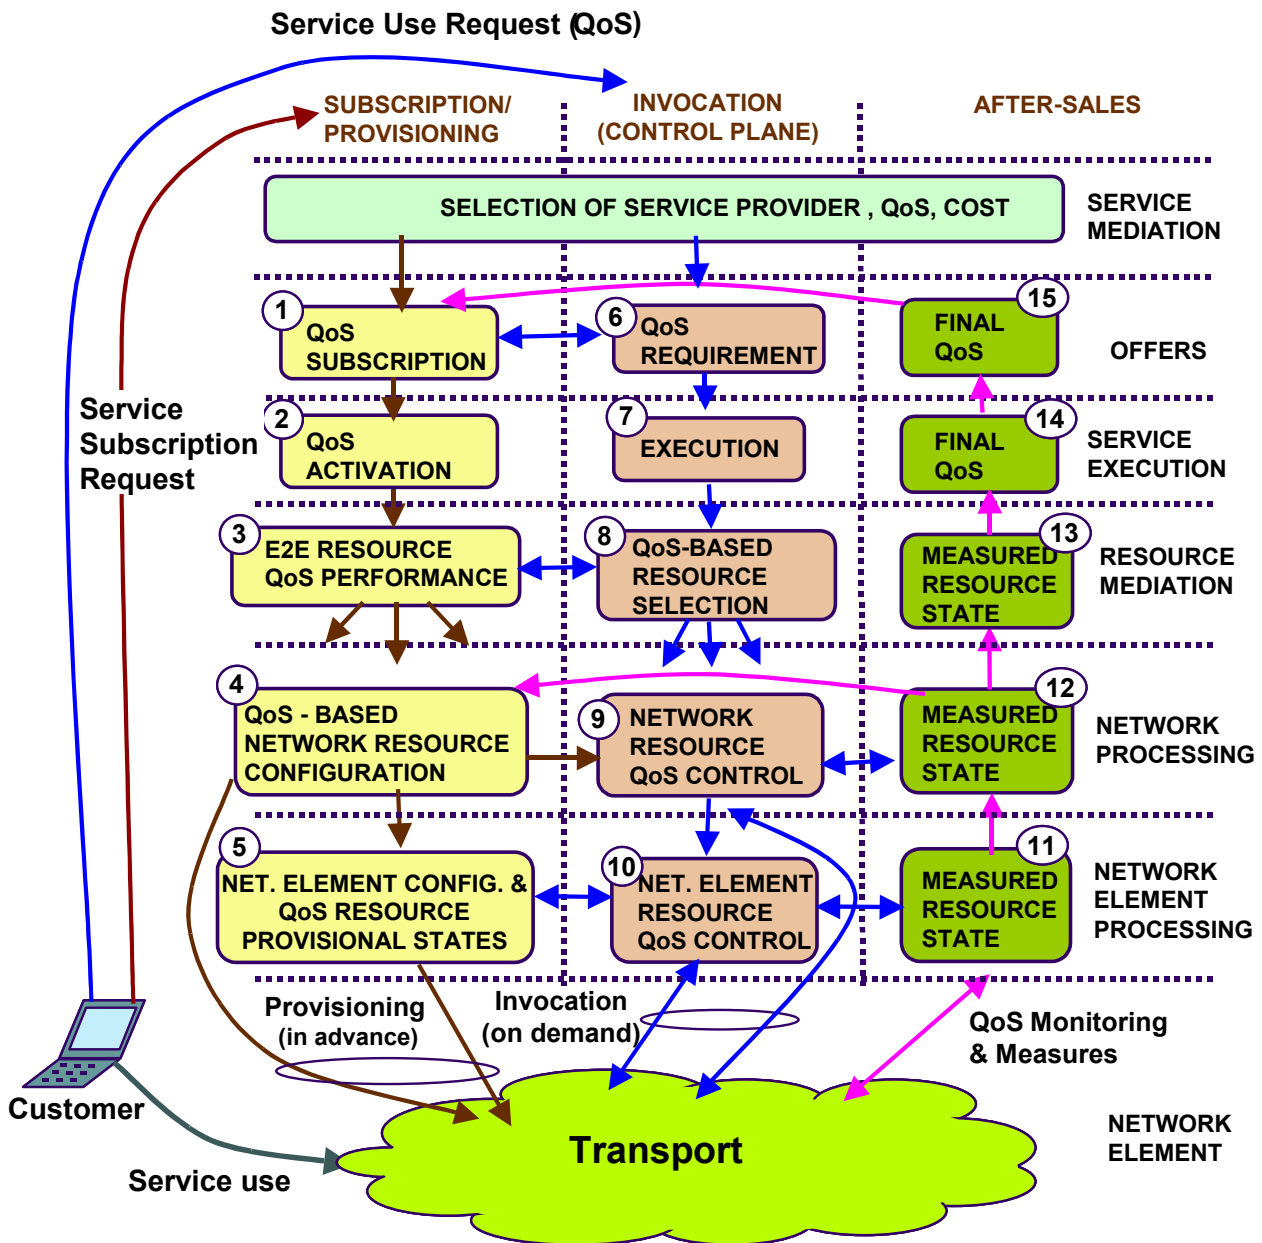 Service Use Request (QoS)
SUBSCRIPTION/
PROVISIONING
INVOCATION
(CONTROL PLANE)
AFTER-SALES
SELECTION OF SERVICE PROVIDER , QoS, COST
SERVICE
MEDIATION
1
QoS
SUBSCRIPTION
6
QoS
REQUIREMENT
15
FINAL
QoS
OFFERS
Service
Subscription
Request
2
QoS
ACTIVATION
7
EXECUTION
14
FINAL
QoS
SERVICE
EXECUTION
3
E2E RESOURCE
QoS PERFORMANCE
8
QoS-BASED
RESOURCE
SELECTION
13
MEASURED
RESOURCE
STATE
RESOURCE
MEDIATION
4
QoS - BASED
NETWORK RESOURCE
CONFIGURATION
9
NETWORK
RESOURCE
QoS CONTROL
12
MEASURED
RESOURCE
STATE
NETWORK
PROCESSING
5
NET. ELEMENT CONFIG. &
QoS RESOURCE
PROVISIONAL STATES
10
NET. ELEMENT
RESOURCE
QoS CONTROL
11
MEASURED
RESOURCE
STATE
NETWORK
ELEMENT
PROCESSING
Provisioning
(in advance)
Invocation
(on demand)
QoS Monitoring
& Measures
Customer
Service use
Transport
NETWORK
ELEMENT